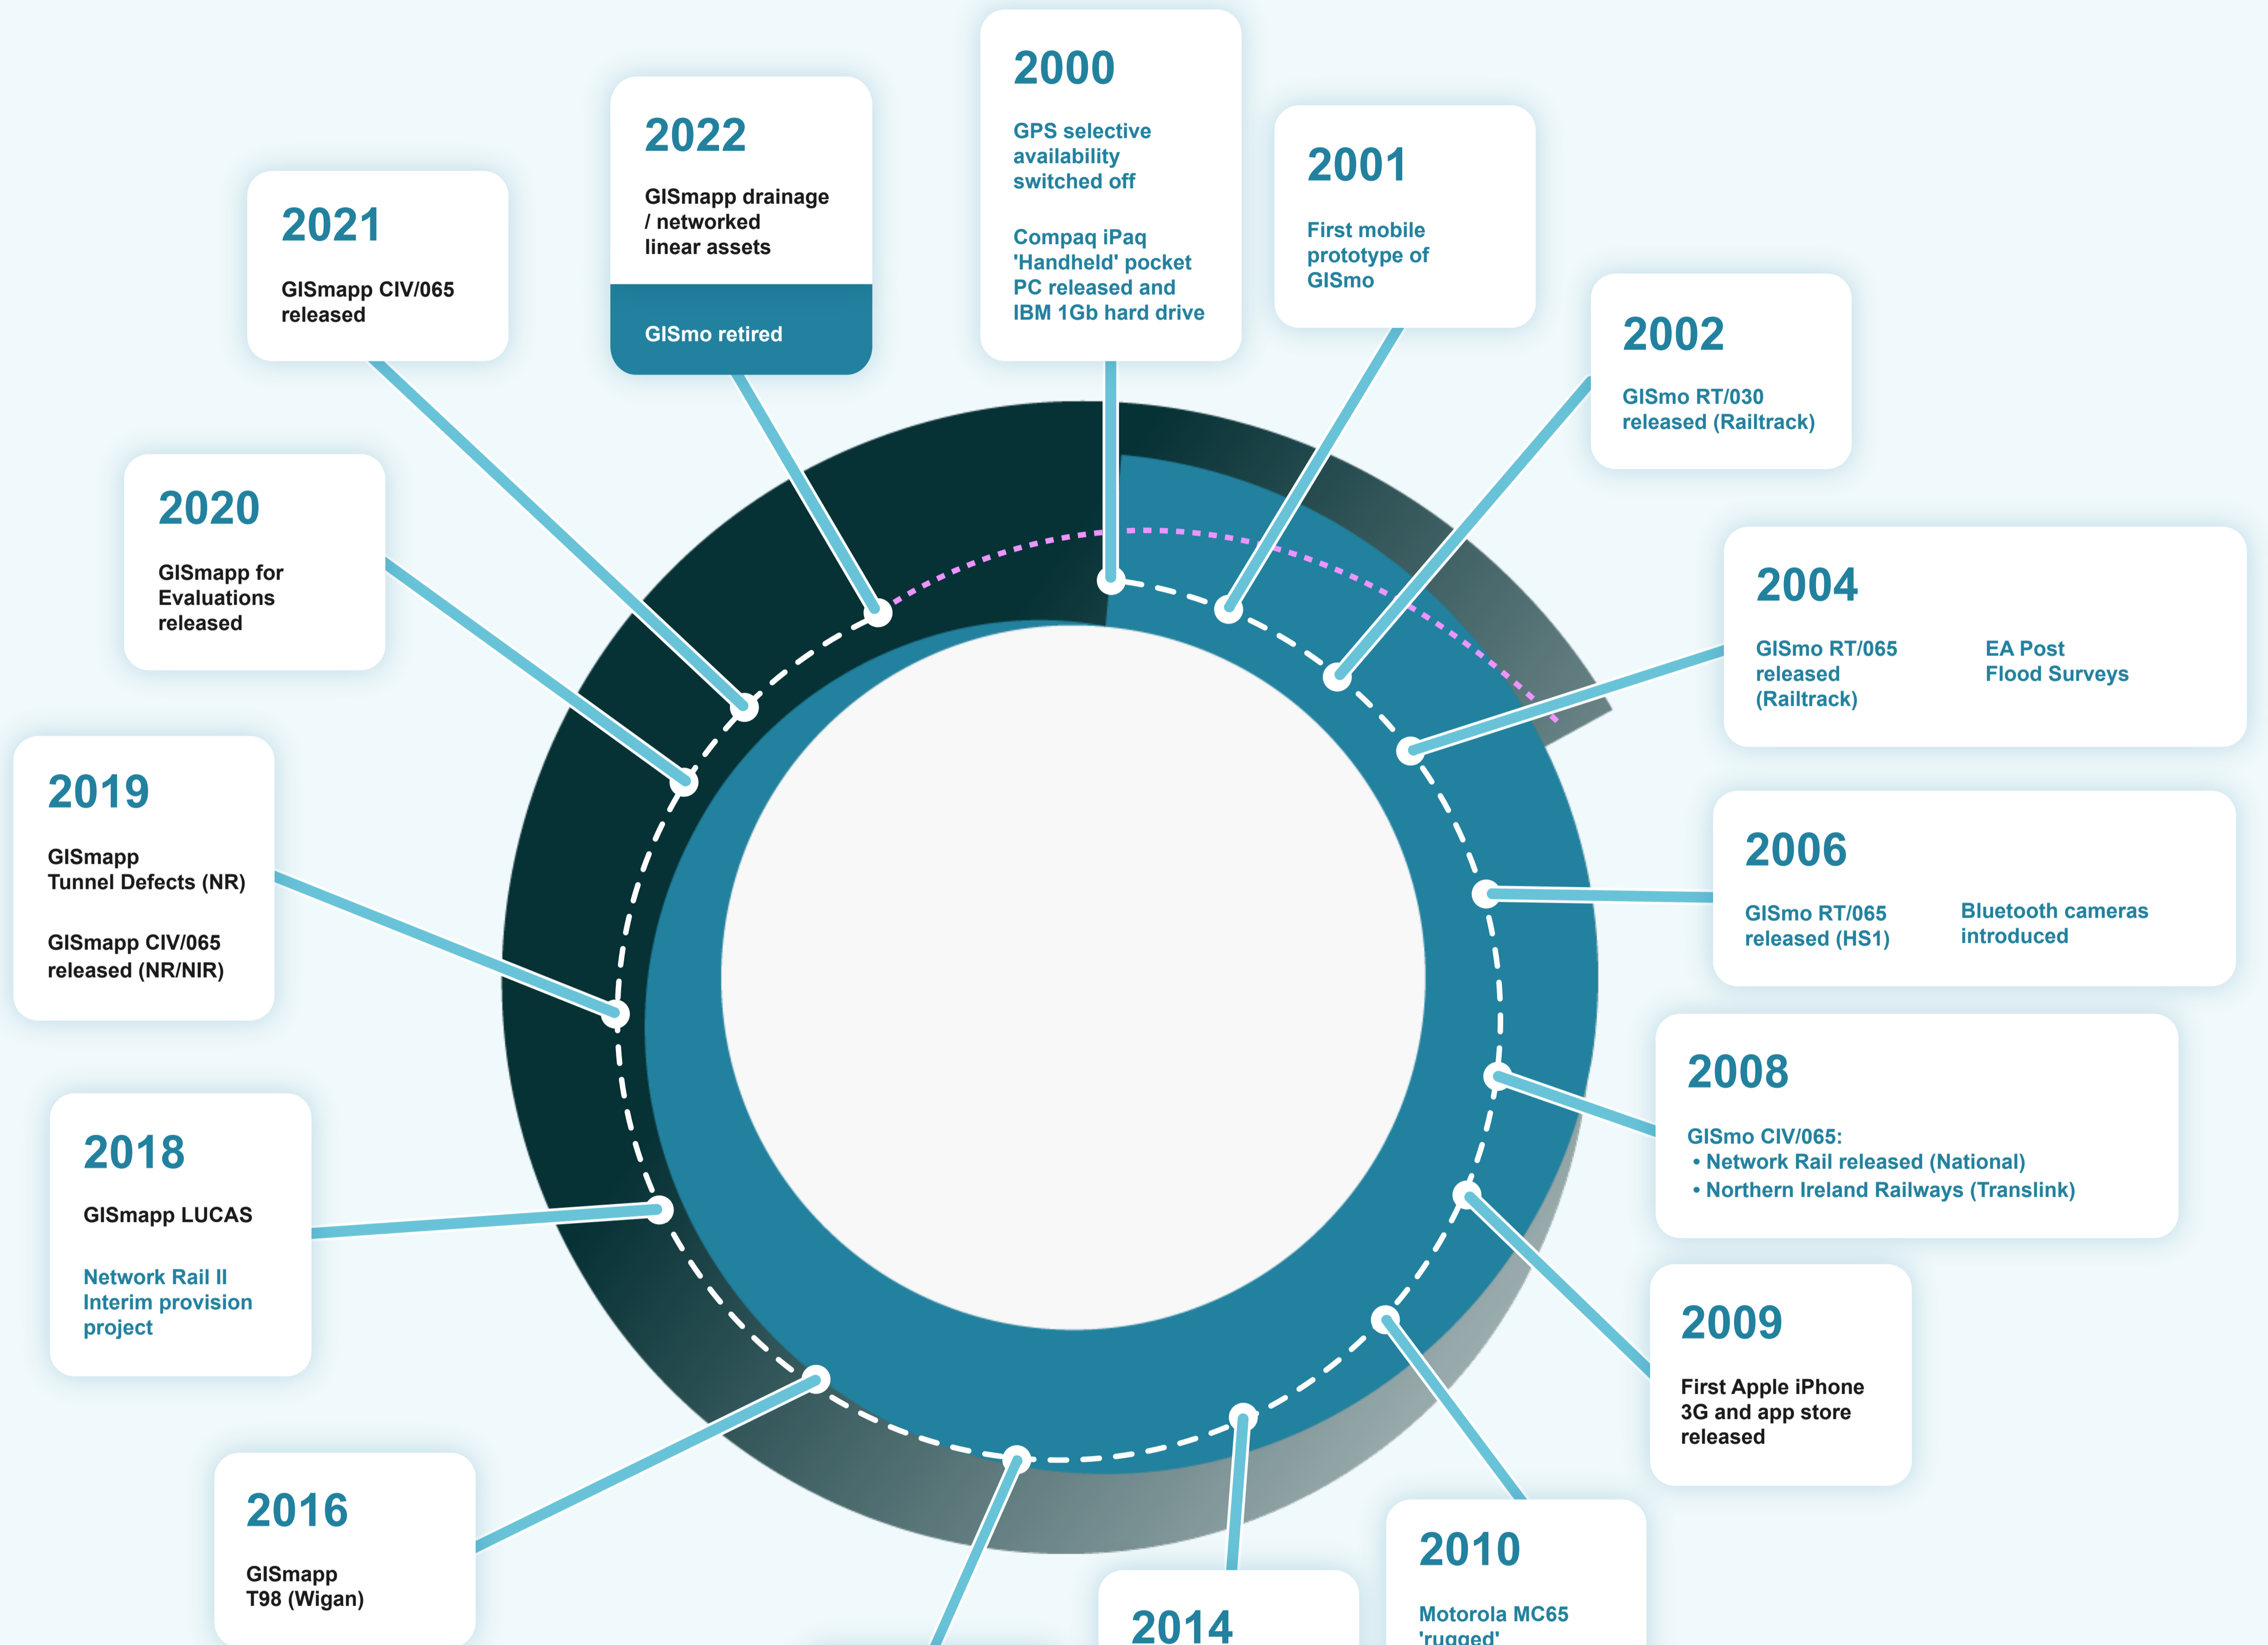 2000
GPS selective
availability
switched off
Compaq iPaq
'Handheld' pocket
PC released and
IBM 1Gb hard drive
2001
First mobile
prototype of
GISmo
2002
GISmo RT/030
released (Railtrack)
2004
GISmo RT/065
released
(Railtrack)
EA Post
Flood Surveys
2006
GISmo RT/065
released (HS1)
Bluetooth cameras
introduced
2008
GISmo CIV/065:
• Network Rail released (National)
• Northern Ireland Railways (Translink)
2009
First Apple iPhone
3G and app store
released
2010
Motorola MC65
'rugged'
2014
2016
GISmapp
T98 (Wigan)
2018
GISmapp LUCAS
Network Rail II
Interim provision
project
2019
GISmapp
Tunnel Defects (NR)
GISmapp CIV/065
released (NR/NIR)
2020
GISmapp for
Evaluations
released
2021
GISmapp CIV/065
released
2022
GISmapp drainage
/ networked
linear assets
GISmo retired